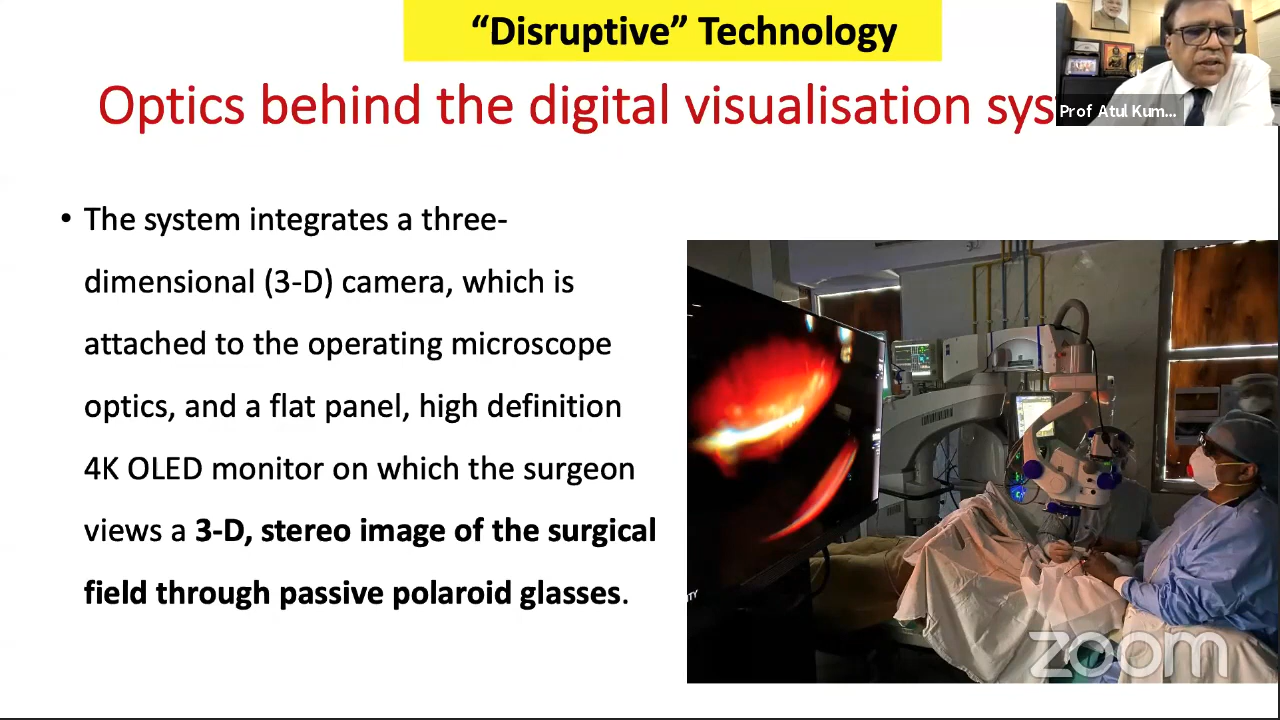 “Disruptive” Technology
Optics behind the digital visualisation sys
Prof Atul Kum...
• The system integrates a three-
dimensional (3-D) camera, which is
attached to the operating microscope
optics, and a flat panel, high definition
4K OLED monitor on which the surgeon
views a 3-D, stereo image of the surgical
field through passive polaroid glasses.
zoom